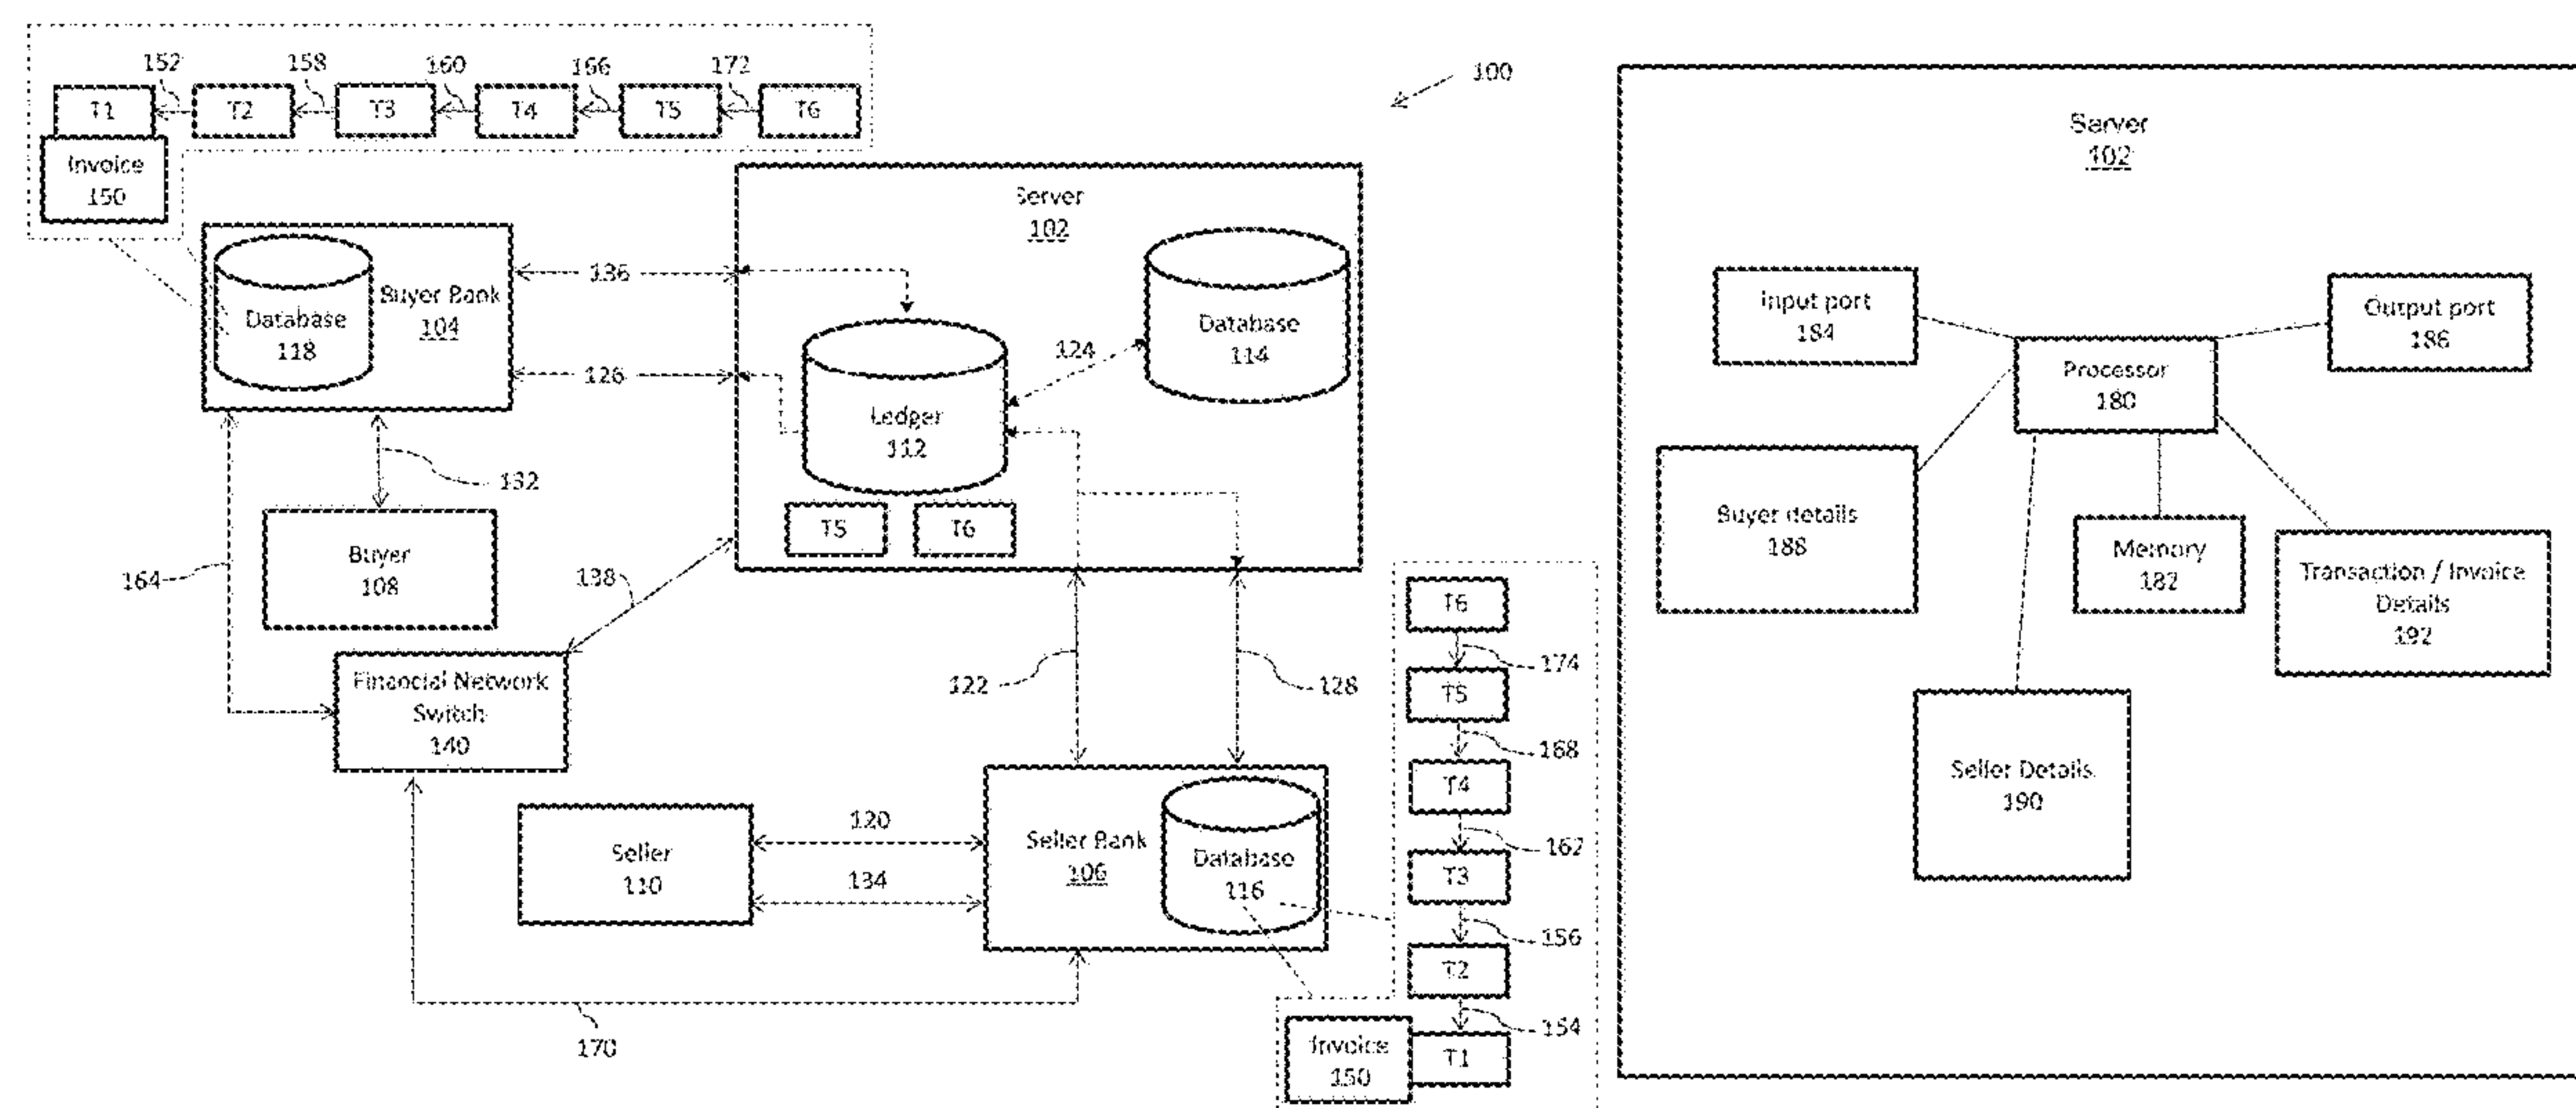 152 158 160 166 172
T1 T2 T3 T4 T5 T6
Invoice
150
100
Server
102
Database
118
Buyer Bank
104
136
126
Ledger
112
124
Database
114
T5 T6
132
Buyer
108
164
138
Financial Network
Switch
140
122
128
Seller
110
120
134
Seller Bank
106
Database
116
170
T6
174
T5
168
T4
162
T3
156
T2
154
T1
Invoice
150
Server
102
Input port
184
Output port
186
Processor
180
Buyer details
188
Memory
182
Transaction / Invoice
Details
192
Seller Details
190